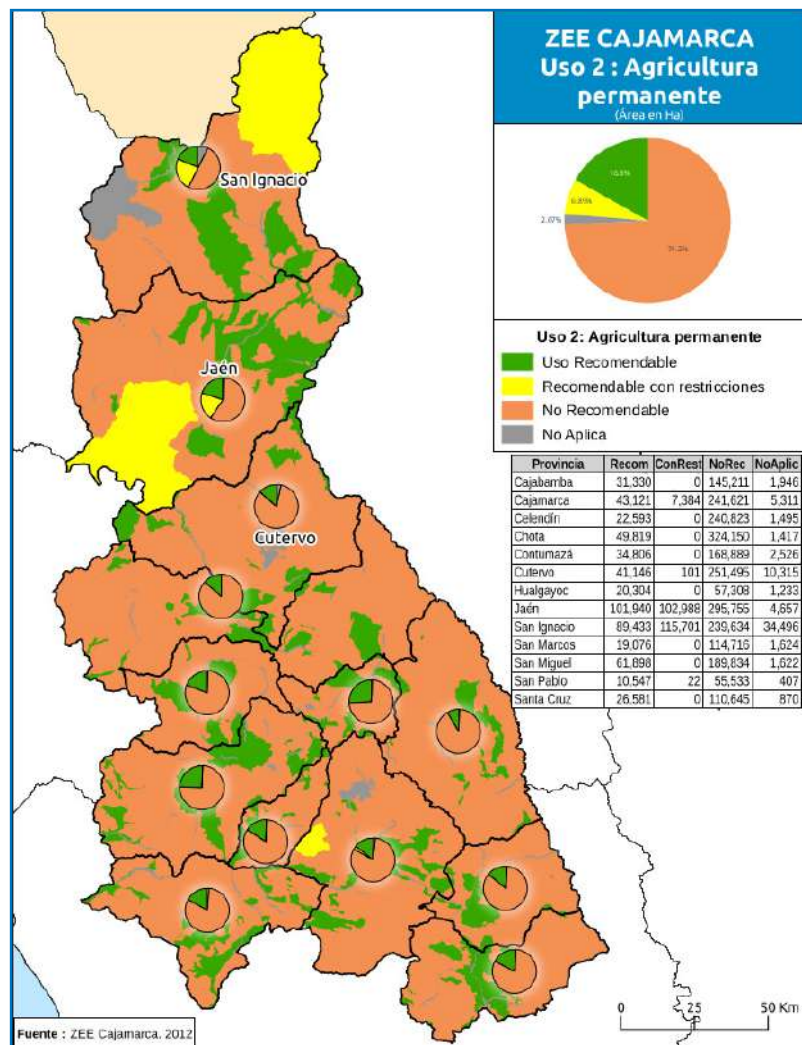 ZEE CAJAMARCA
Uso 2 : Agricultura
permanente
(Área en Ha)
6.89%
2.07%
San Ignacio
Jaén
Cutervo
Uso 2: Agricultura permanente
Uso Recomendable
Recomendable con restricciones
No Recomendable
No Aplica
Provincia Recom ConRest NoRec NoAplic
Cajabamba 31,330 0 145,211 1,946
Cajamarca 43,121 7,384 241,621 5,311
Celendín 22,593 0 240,823 1,495
Chota 49,819 0 324,150 1,417
Contumazá 34,806 0 168,889 2,526
Cutervo 41,146 101 251,495 10,315
Hualgayoc 20,304 0 57,308 1,233
Jaén 101,940 102,988 295,755 4,657
San Ignacio 89,433 115,701 239,634 34,496
San Marcos 19,076 0 114,716 1,624
San Miguel 61,898 0 189,834 1,622
San Pablo 10,547 22 55,533 407
Santa Cruz 26,581 0 110,645 870
0 25 50 Km
Fuente : ZEE Cajamarca. 2012